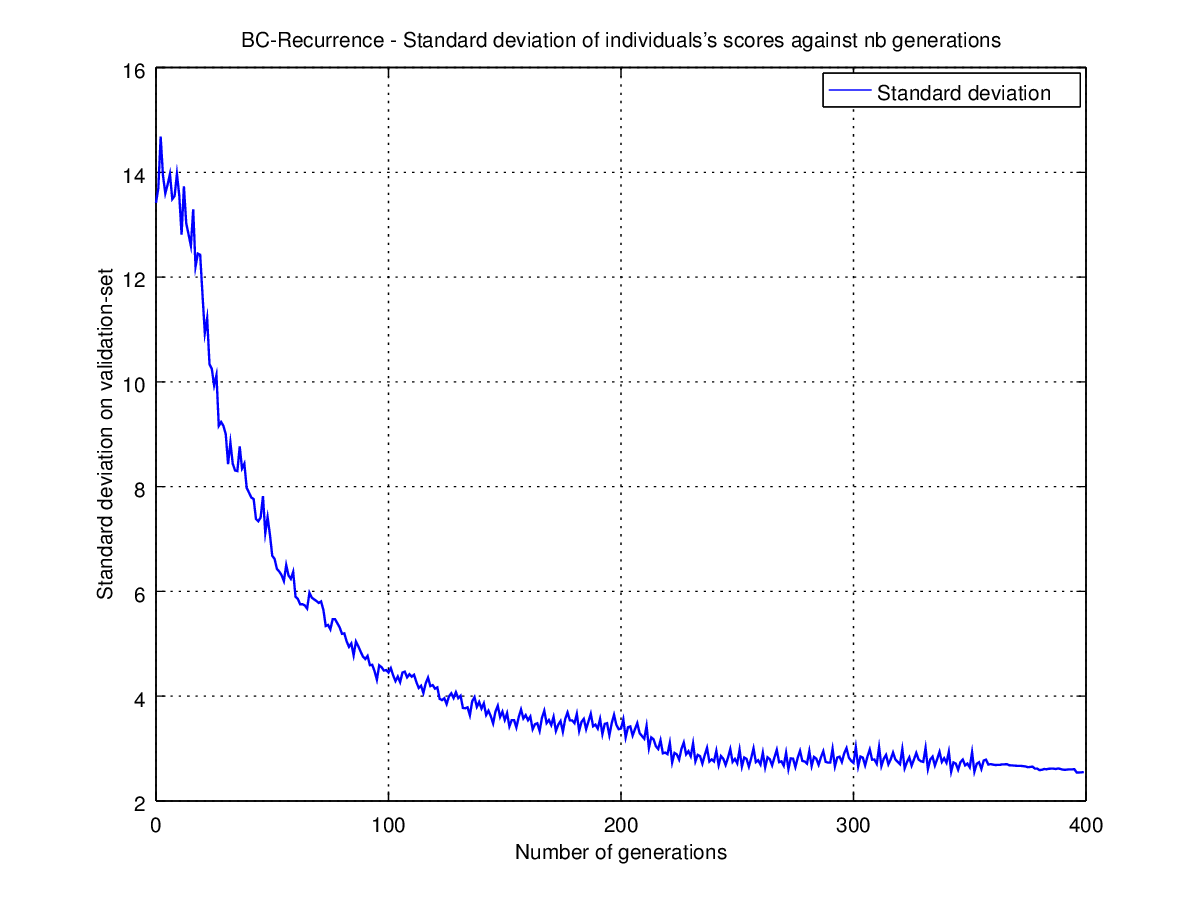 BC-Recurrence - Standard deviation of individuals's scores against nb generations
Standard deviation
16
14
12
10
8
6
4
2
Standard deviation on validation-set
0 100 200 300 400
Number of generations